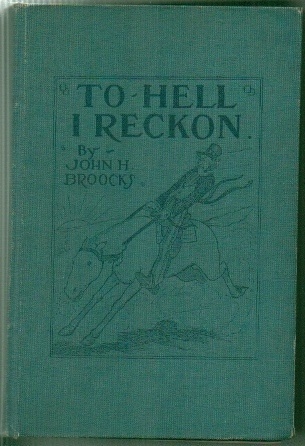 TO-HELL
I RECKON.
By -
JOHN H.
BROOCKS.